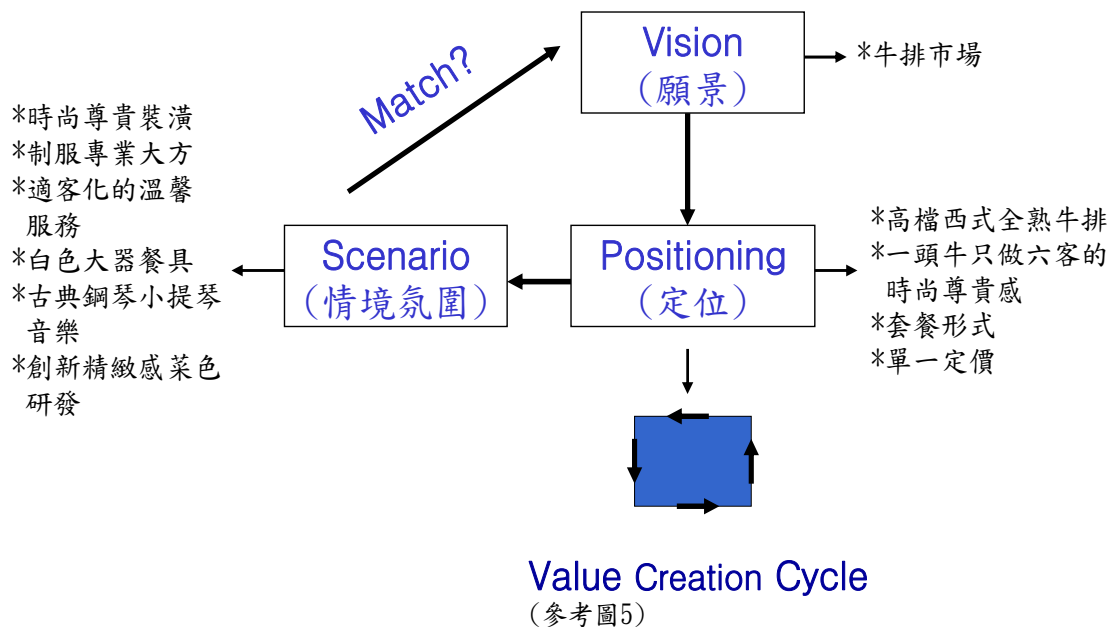 Vision
(願景)
*牛排市場
Match?
*時尚尊貴裝潢
*制服專業大方
*適客化的溫馨
服務
*白色大器餐具
*古典鋼琴小提琴
音樂
*創新精緻感菜色
研發
Scenario
(情境氛圍)
Positioning
(定位)
*高檔西式全熟牛排
*一頭牛只做六客的
時尚尊貴感
*套餐形式
*單一定價
Value Creation Cycle
(參考圖5)